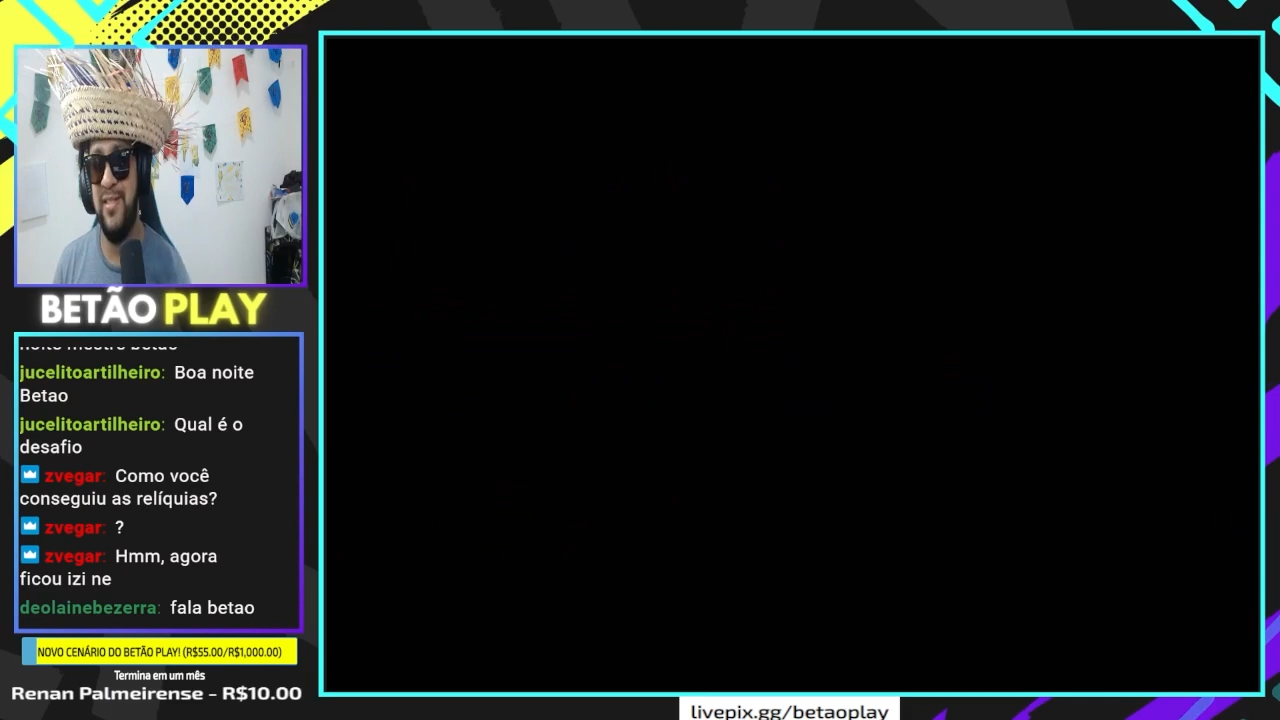 BETÃO PLAY
jucelitoartilheiro: Boa noite
Betao
jucelitoartilheiro: Qual é o
desafio
zvegar: Como você
conseguiu as relíquias?
zvegar: ?
zvegar: Hmm, agora
ficou izi ne
deolainebezerra: fala betao
NOVO CENÁRIO DO BETÃO PLAY! (R$55.00/R$1,000.00)
Termina em um mês
Renan Palmeirense - R$10.00
livepix.gg/betaoplay